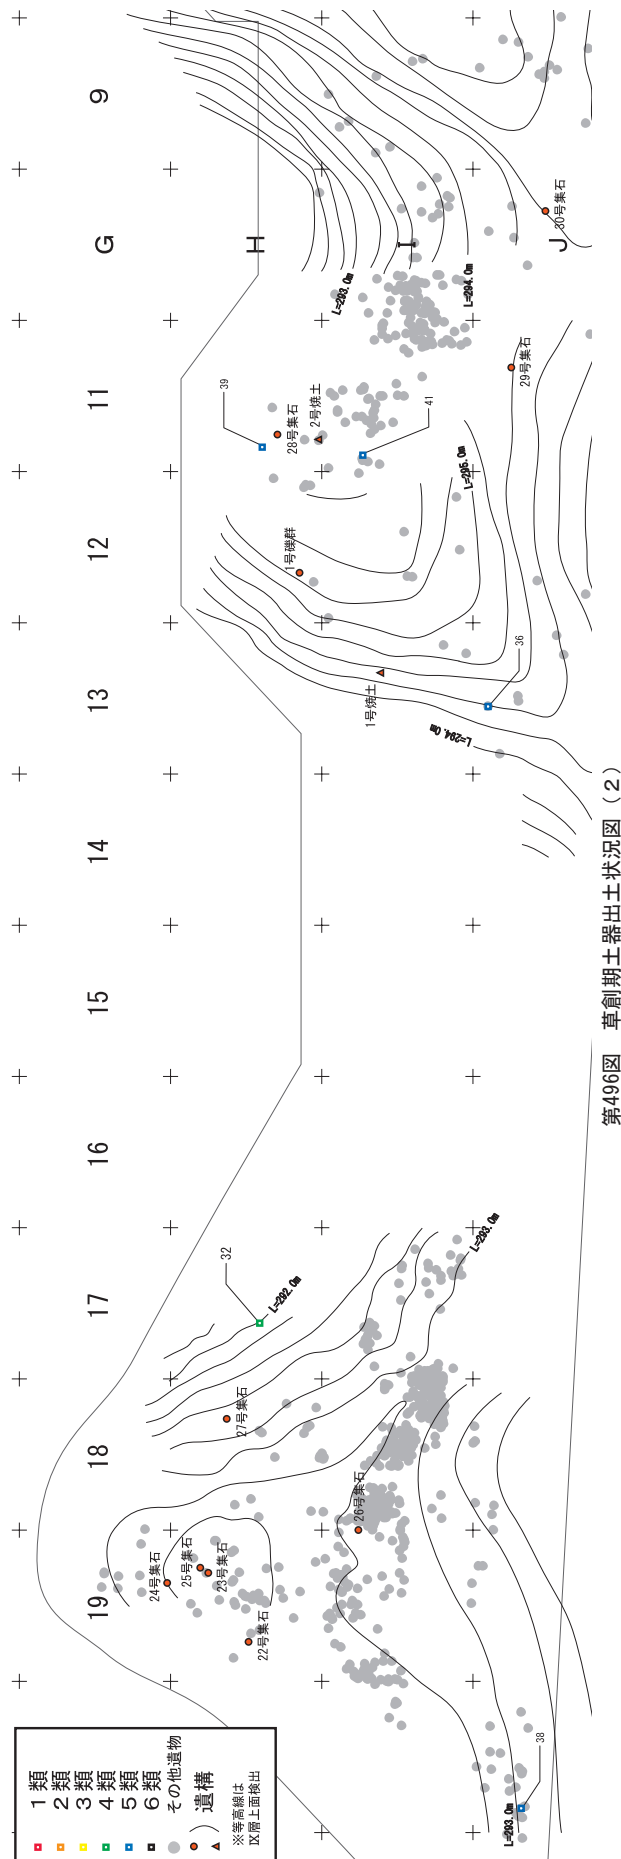 9
G
H
I
J
30号集石
L=293.0m
L=294.0m
11
39
28号集石
2号焼土
41
29号集石
L=295.0m
12
1号礫群
13
36
1号焼土
L=294.0m
14
15
16
17
32
L=292.0m
L=293.0m
18
27号集石
26号集石
19
24号集石
25号集石
23号集石
22号集石
38
L=293.0m
1類
2類
3類
4類
5類
6類
その他遺物
遺構
※等高線は
Ⅸ層上面検出
第496図 草創期土器出土状況図(2)